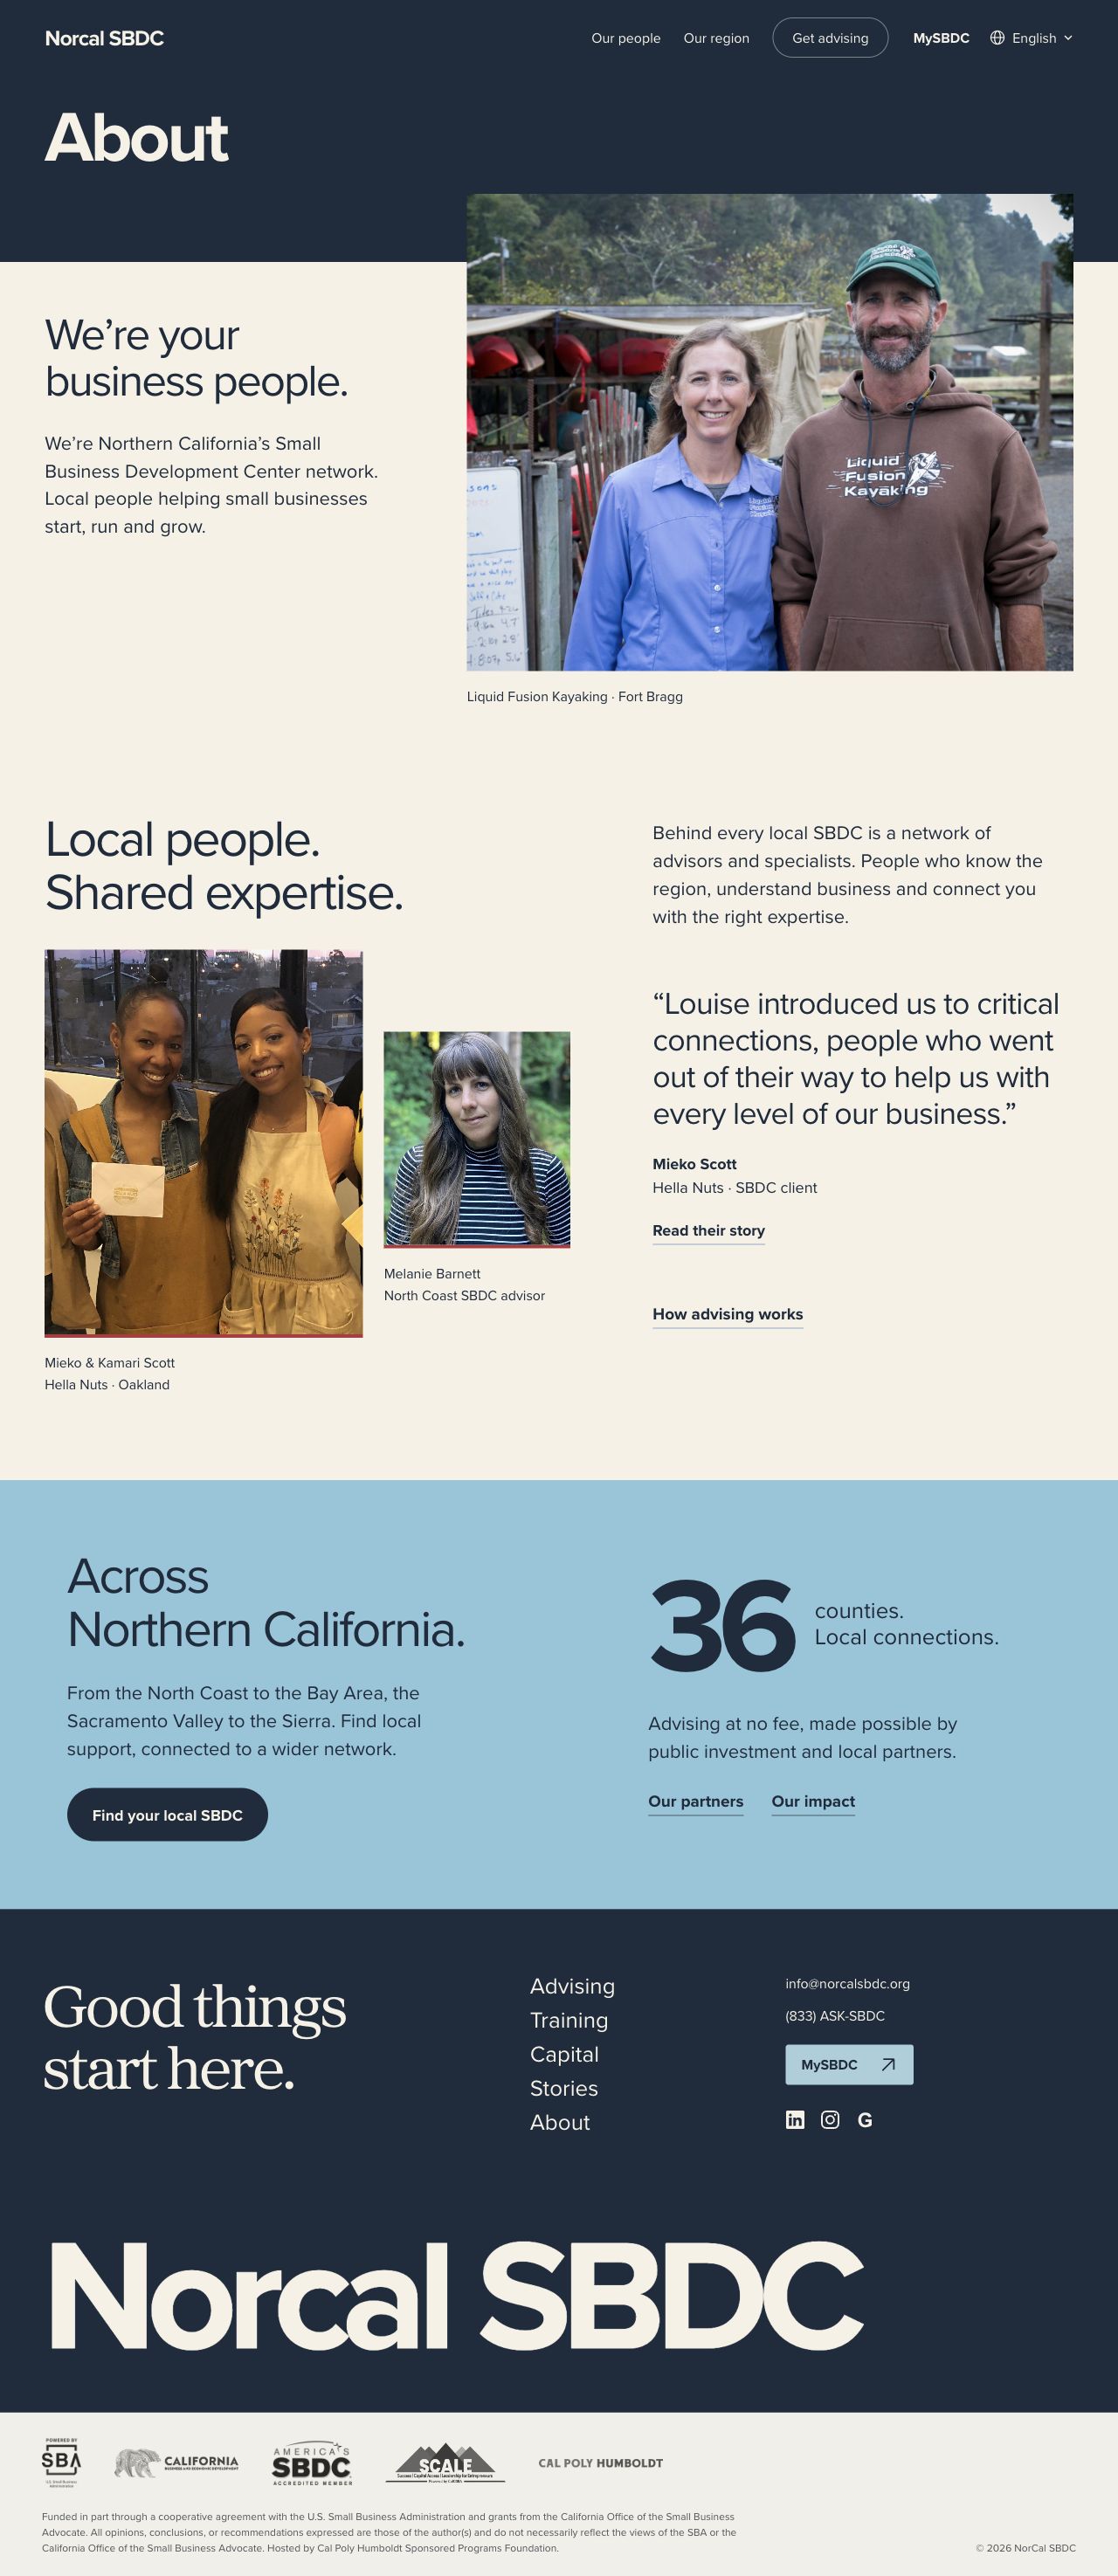 Norcal SBDC
Our people
Our region
Get advising
MySBDC
English
About
We’re your
business people.
We’re Northern California’s Small
Business Development Center network.
Local people helping small businesses
start, run and grow.
Liquid
Fusion
Kayaking
Liquid Fusion Kayaking · Fort Bragg
Local people.
Shared expertise.
Behind every local SBDC is a network of
advisors and specialists. People who know the
region, understand business and connect you
with the right expertise.
“Louise introduced us to critical
connections, people who went
out of their way to help us with
every level of our business.”
Mieko Scott
Hella Nuts · SBDC client
Read their story
How advising works
Melanie Barnett
North Coast SBDC advisor
Mieko & Kamari Scott
Hella Nuts · Oakland
Across
Northern California.
From the North Coast to the Bay Area, the
Sacramento Valley to the Sierra. Find local
support, connected to a wider network.
Find your local SBDC
36
counties.
Local connections.
Advising at no fee, made possible by
public investment and local partners.
Our partners
Our impact
Good things
start here.
Advising
Training
Capital
Stories
About
info@norcalsbdc.org
(833) ASK-SBDC
MySBDC
G
Norcal SBDC
POWERED BY
SBA
U.S. Small Business
Administration
CALIFORNIA
AMERICA'S
SBDC
ACCREDITED MEMBER
SCALE
CAL POLY HUMBOLDT
Funded in part through a cooperative agreement with the U.S. Small Business Administration and grants from the California Office of the Small Business
Advocate. All opinions, conclusions, or recommendations expressed are those of the author(s) and do not necessarily reflect the views of the SBA or the
California Office of the Small Business Advocate. Hosted by Cal Poly Humboldt Sponsored Programs Foundation.
© 2026 NorCal SBDC